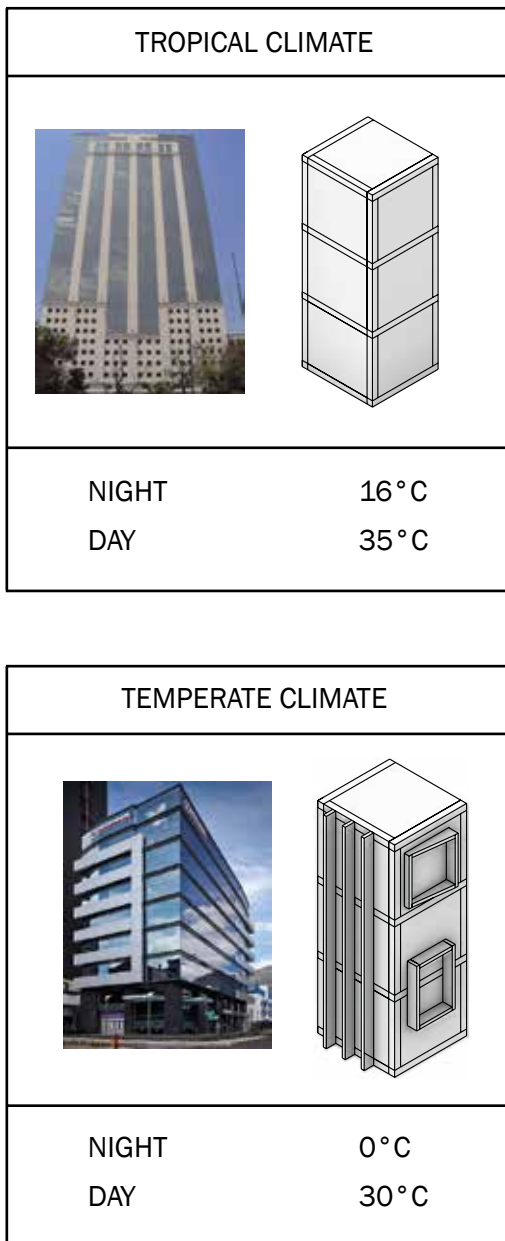 TROPICAL CLIMATE
NIGHT 16°C
DAY 35°C
TEMPERATE CLIMATE
NIGHT 0°C
DAY 30°C